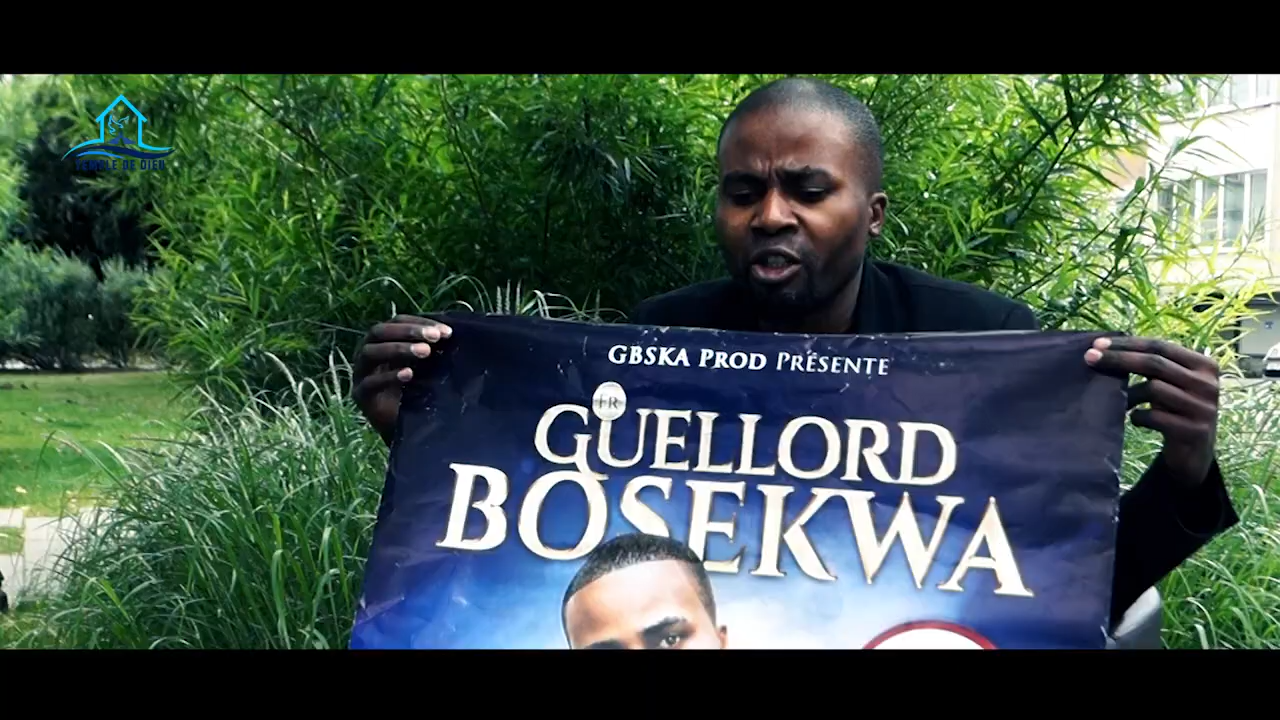 TEMPLE DE DIEU
GBSKA PROD PRÉSENTE
FR
GUELLORD
BOSEKWA